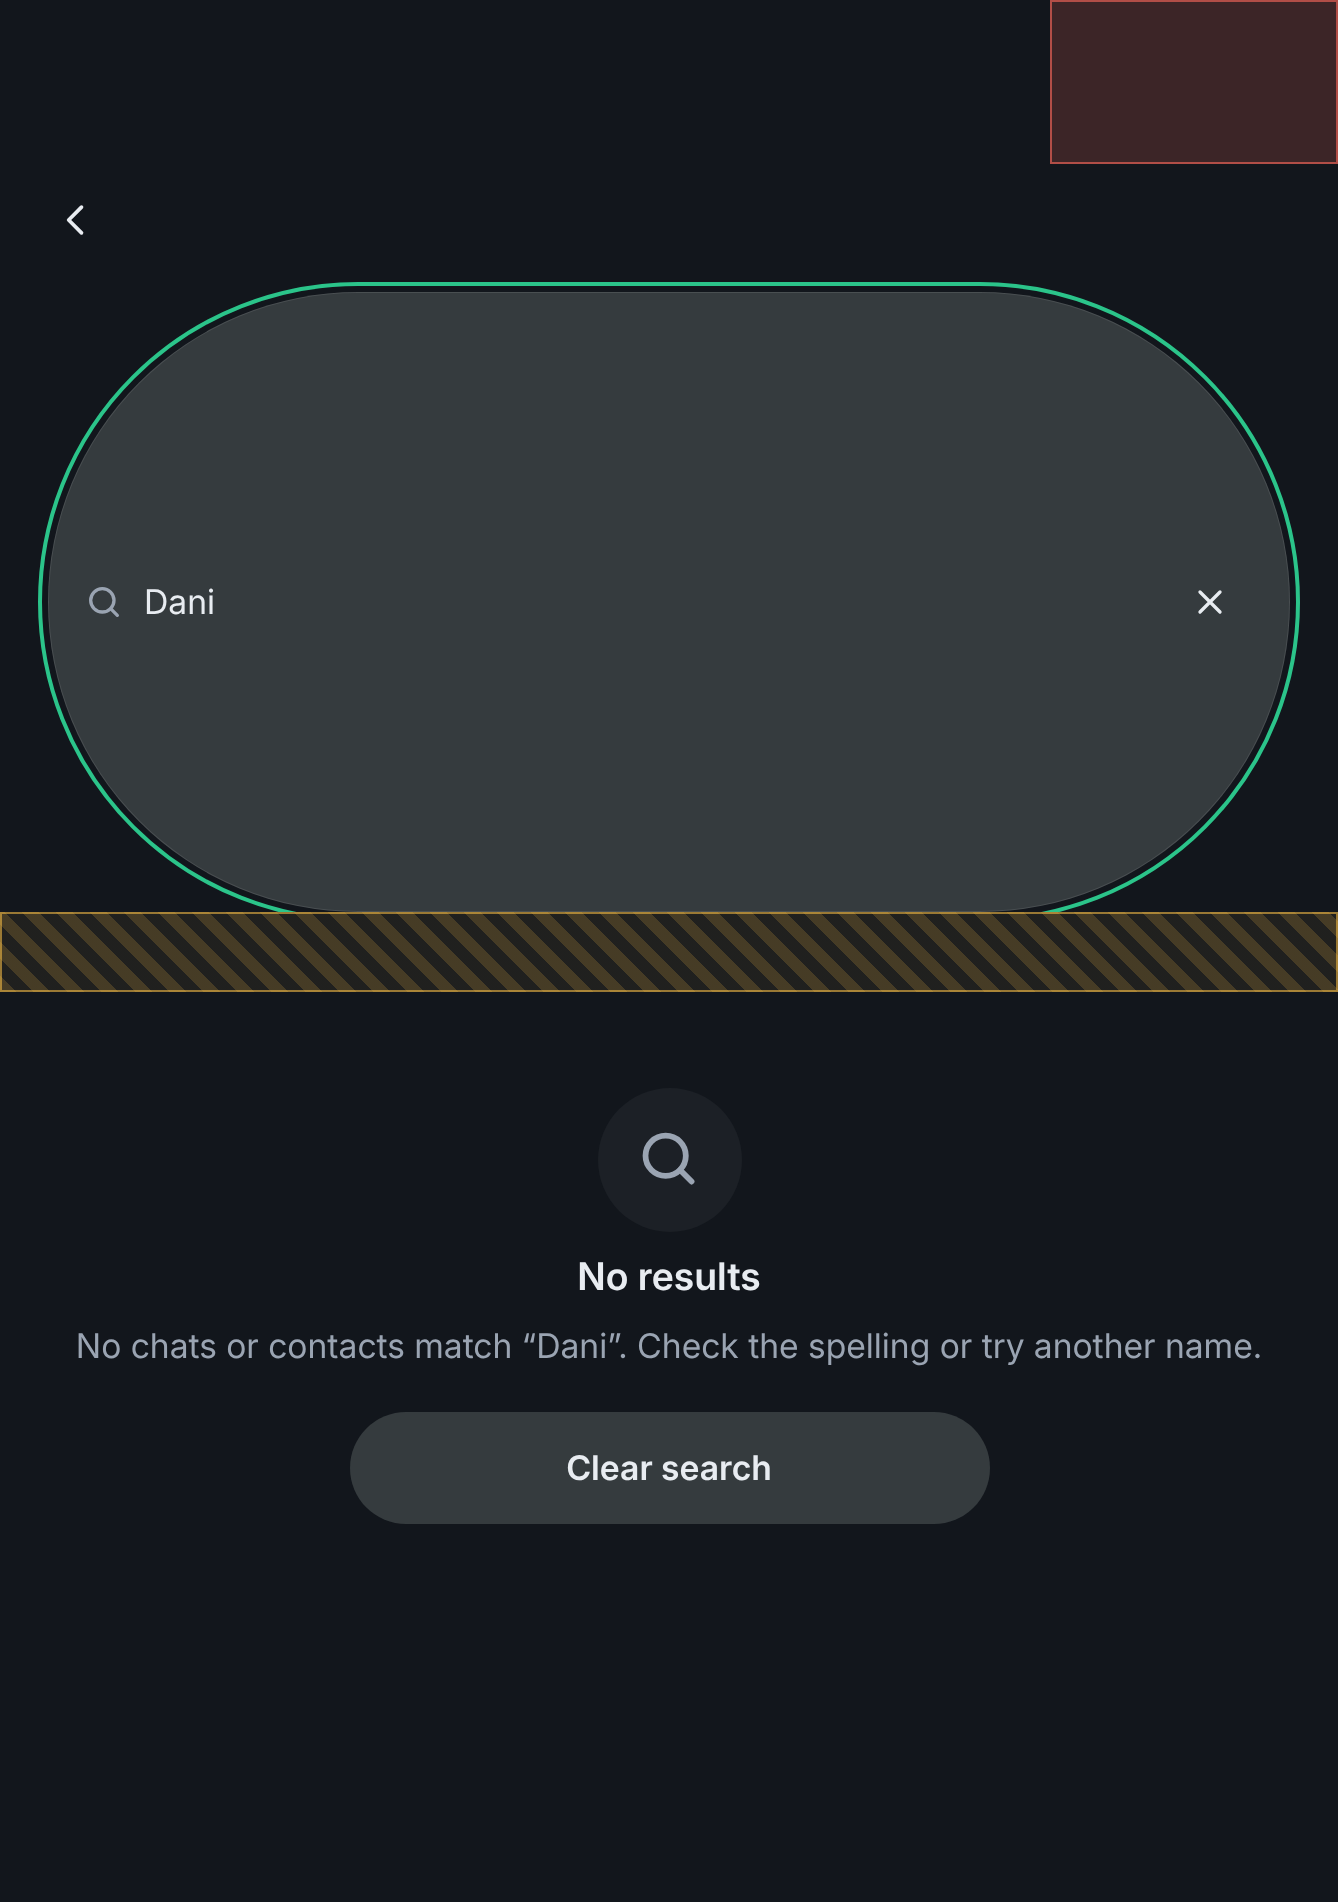 Dani
No results
No chats or contacts match “Dani”. Check the spelling or try another name.
Clear search